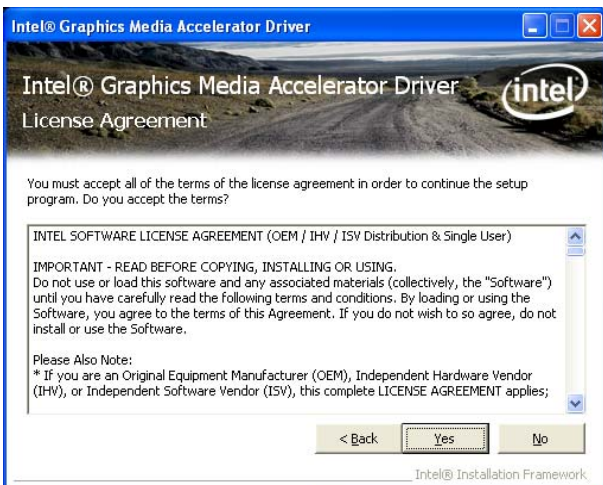 Intel® Graphics Media Accelerator Driver
Intel® Graphics Media Accelerator Driver
intel
License Agreement
You must accept all of the terms of the license agreement in order to continue the setup
program. Do you accept the terms?
INTEL SOFTWARE LICENSE AGREEMENT (OEM / IHV / ISV Distribution & Single User)
IMPORTANT - READ BEFORE COPYING, INSTALLING OR USING.
Do not use or load this software and any associated materials (collectively, the "Software")
until you have carefully read the following terms and conditions. By loading or using the
Software, you agree to the terms of this Agreement. If you do not wish to so agree, do not
install or use the Software.
Please Also Note:
* If you are an Original Equipment Manufacturer (OEM), Independent Hardware Vendor
(IHV), or Independent Software Vendor (ISV), this complete LICENSE AGREEMENT applies;
< Back
Yes
No
Intel® Installation Framework